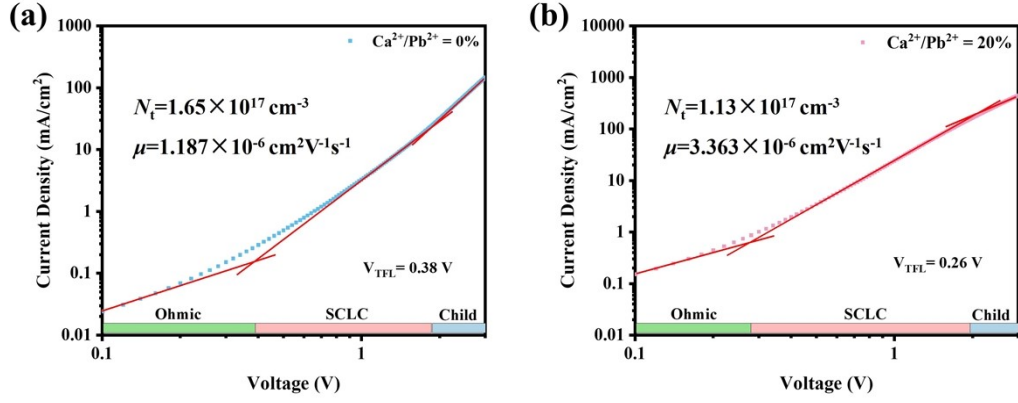 (a)
1000
100
10
1
0.1
0.01
Current Density (mA/cm²)
Ca²⁺/Pb²⁺ = 0%
Nₜ=1.65×10¹⁷ cm⁻³
μ=1.187×10⁻⁶ cm²V⁻¹s⁻¹
V_TFL= 0.38 V
Ohmic SCLC Child
0.1 1
Voltage (V)
(b)
10000
1000
100
10
1
0.1
0.01
Current Density (mA/cm²)
Ca²⁺/Pb²⁺ = 20%
Nₜ=1.13×10¹⁷ cm⁻³
μ=3.363×10⁻⁶ cm²V⁻¹s⁻¹
V_TFL= 0.26 V
Ohmic SCLC Child
0.1 1
Voltage (V)